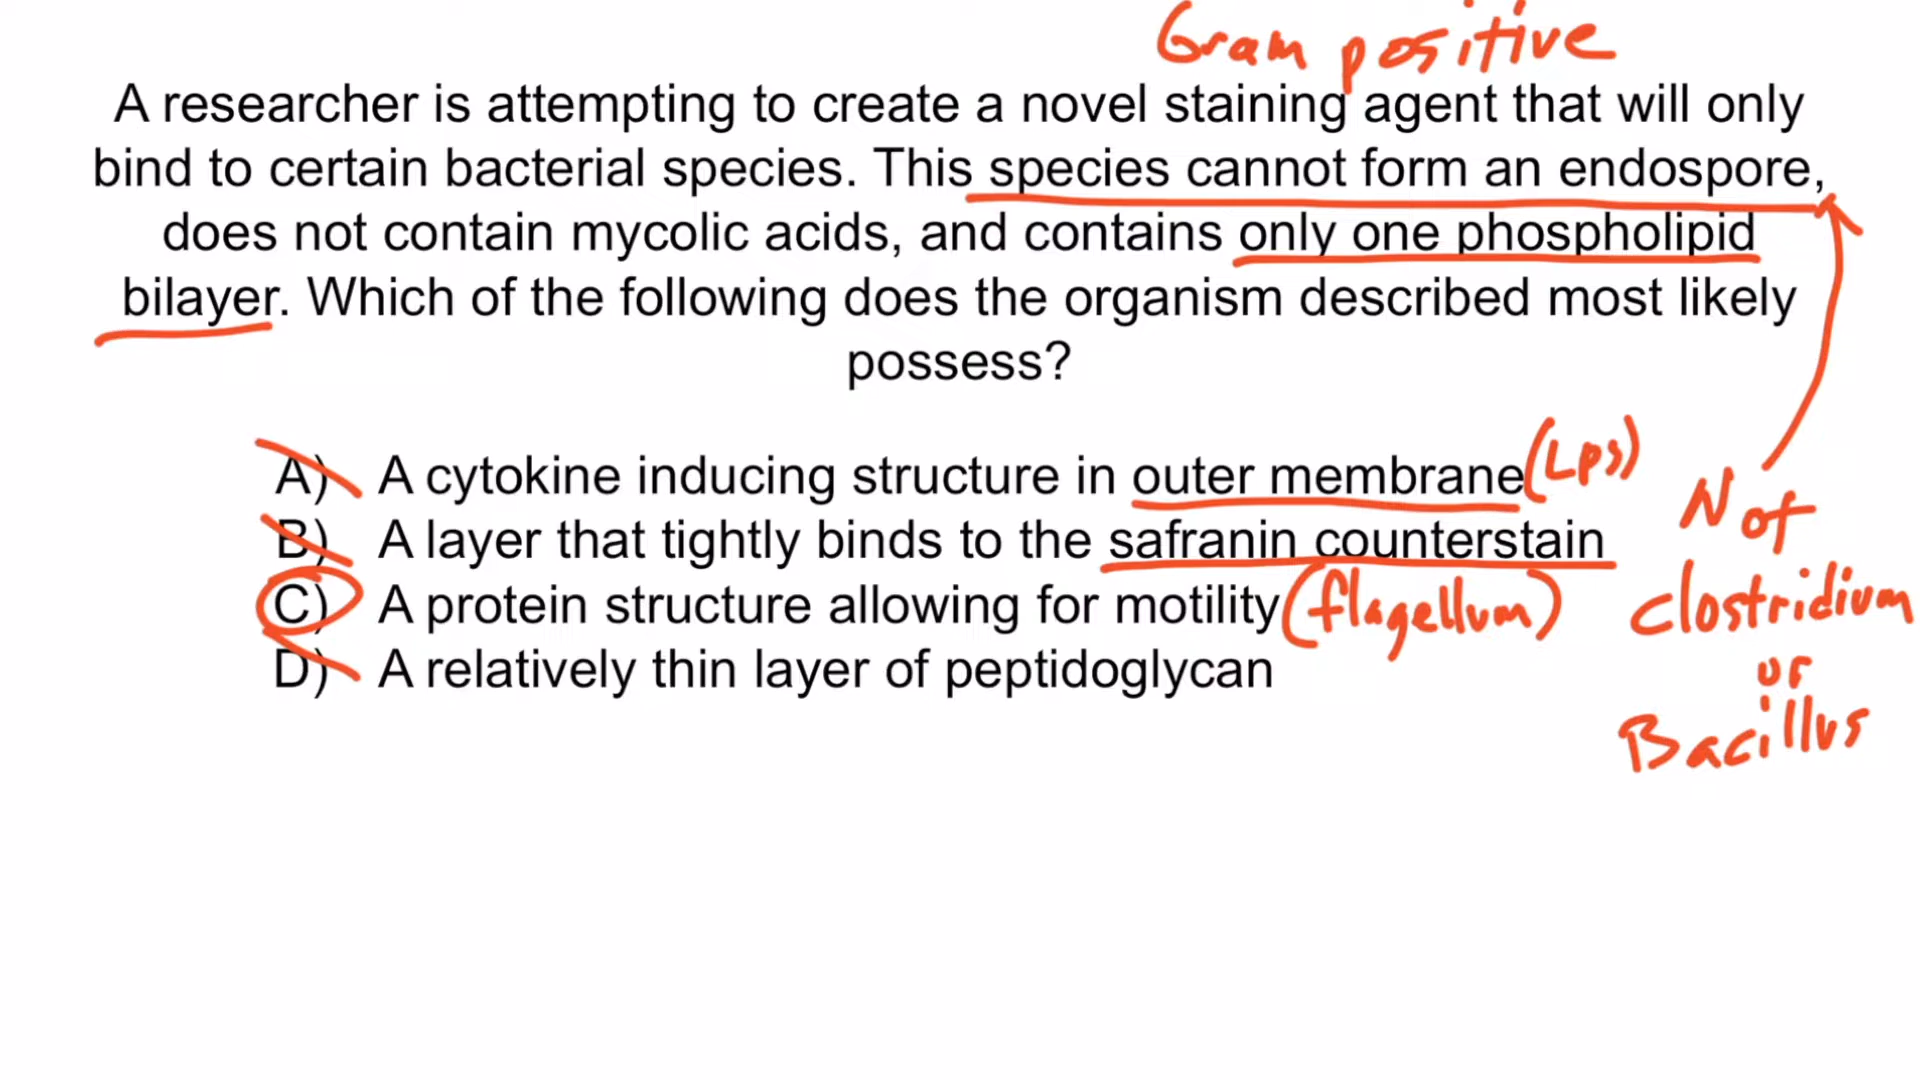 Gram positive
A researcher is attempting to create a novel staining agent that will only
bind to certain bacterial species. This species cannot form an endospore,
does not contain mycolic acids, and contains only one phospholipid
bilayer. Which of the following does the organism described most likely
possess?
A) A cytokine inducing structure in outer membrane (Lps)
B) A layer that tightly binds to the safranin counterstain
C) A protein structure allowing for motility (flagellum)
D) A relatively thin layer of peptidoglycan
Not
clostridium
or
Bacillus